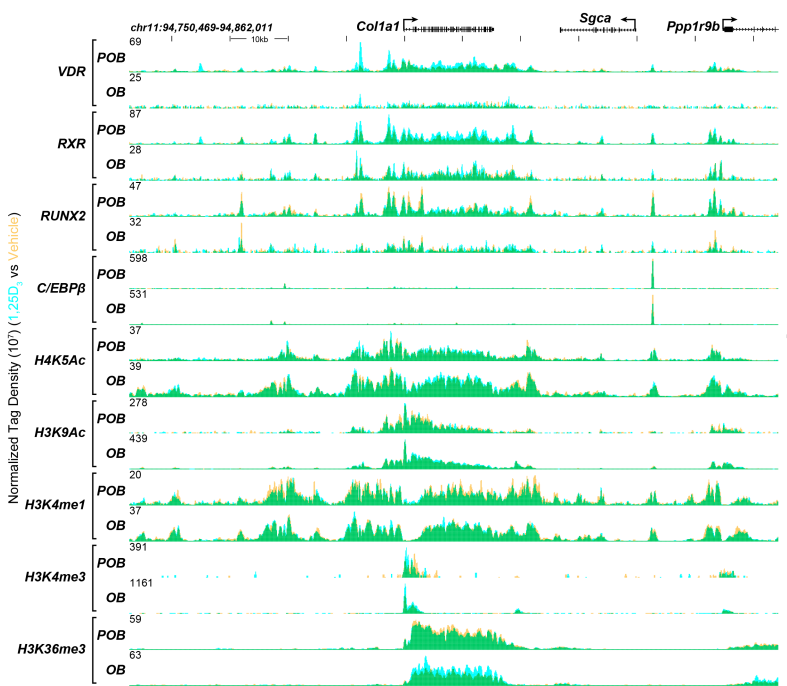 chr11:94,750,469-94,862,011
10kb
Col1a1
Sgca
Ppp1r9b
Normalized Tag Density (10⁷) (1,25D₃ vs Vehicle)
VDR
POB
69
OB
25
RXR
POB
87
OB
28
RUNX2
POB
47
OB
32
C/EBPβ
POB
598
OB
531
H4K5Ac
POB
37
OB
39
H3K9Ac
POB
278
OB
439
H3K4me1
POB
20
OB
37
H3K4me3
POB
391
OB
1161
H3K36me3
POB
59
OB
63